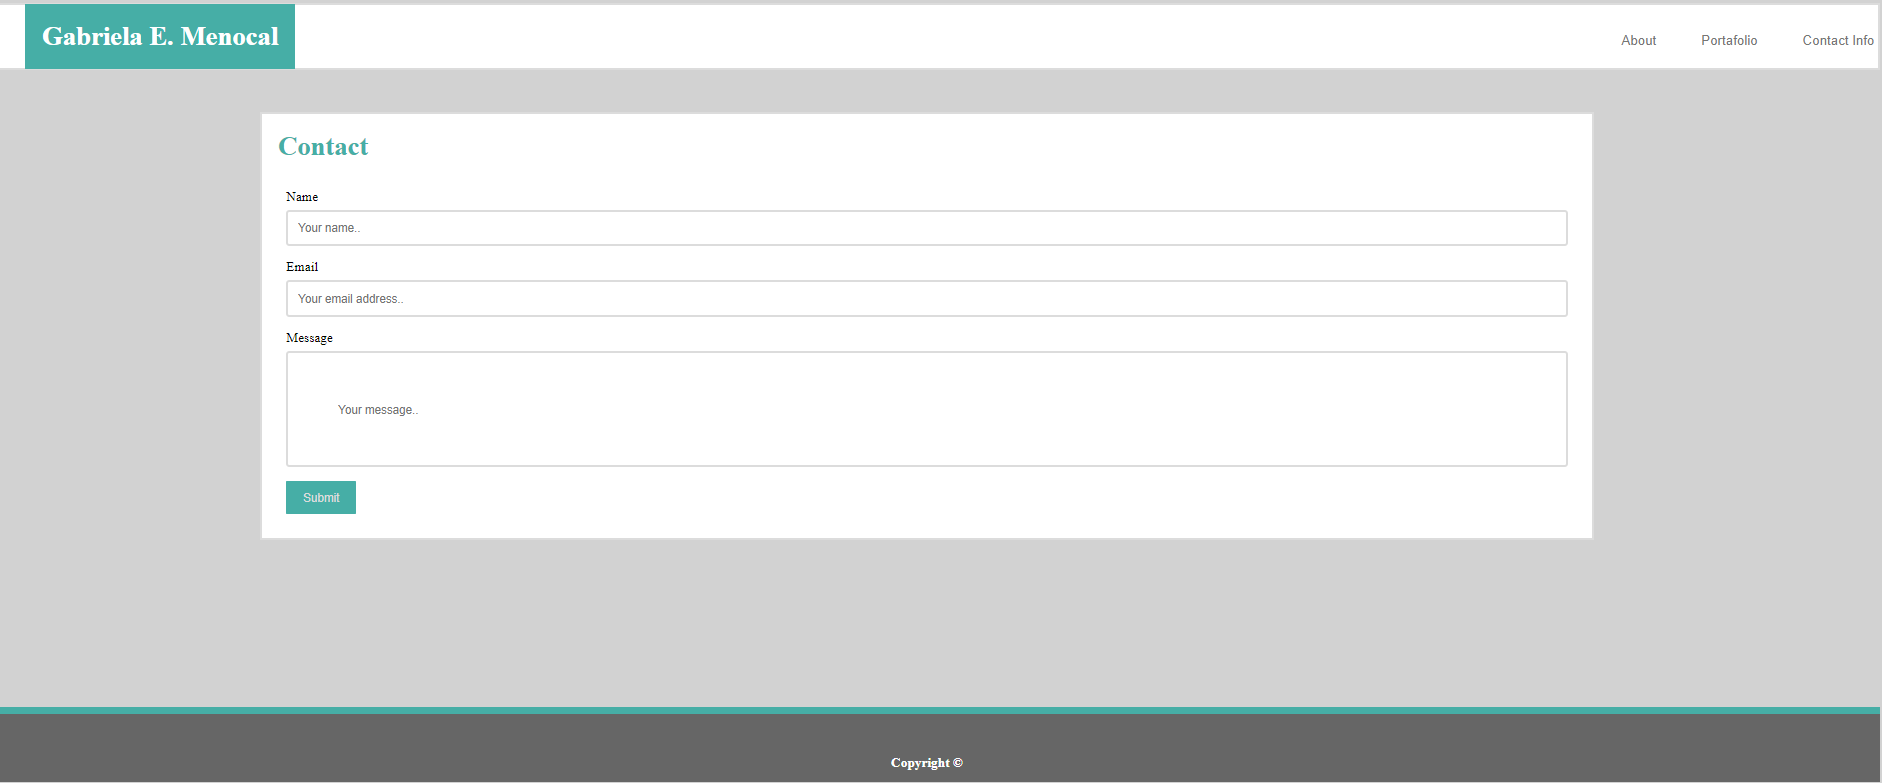 Gabriela E. Menocal
About Portafolio Contact Info
Contact
Name
Your name..
Email
Your email address..
Message
Your message..
Submit
Copyright ©